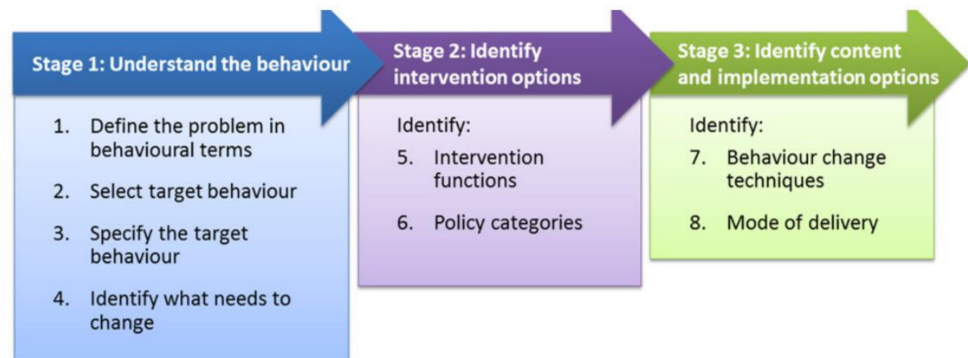 Stage 1: Understand the behaviour
1. Define the problem in
behavioural terms
2. Select target behaviour
3. Specify the target
behaviour
4. Identify what needs to
change
Stage 2: Identify
intervention options
Identify:
5. Intervention
functions
6. Policy categories
Stage 3: Identify content
and implementation options
Identify:
7. Behaviour change
techniques
8. Mode of delivery